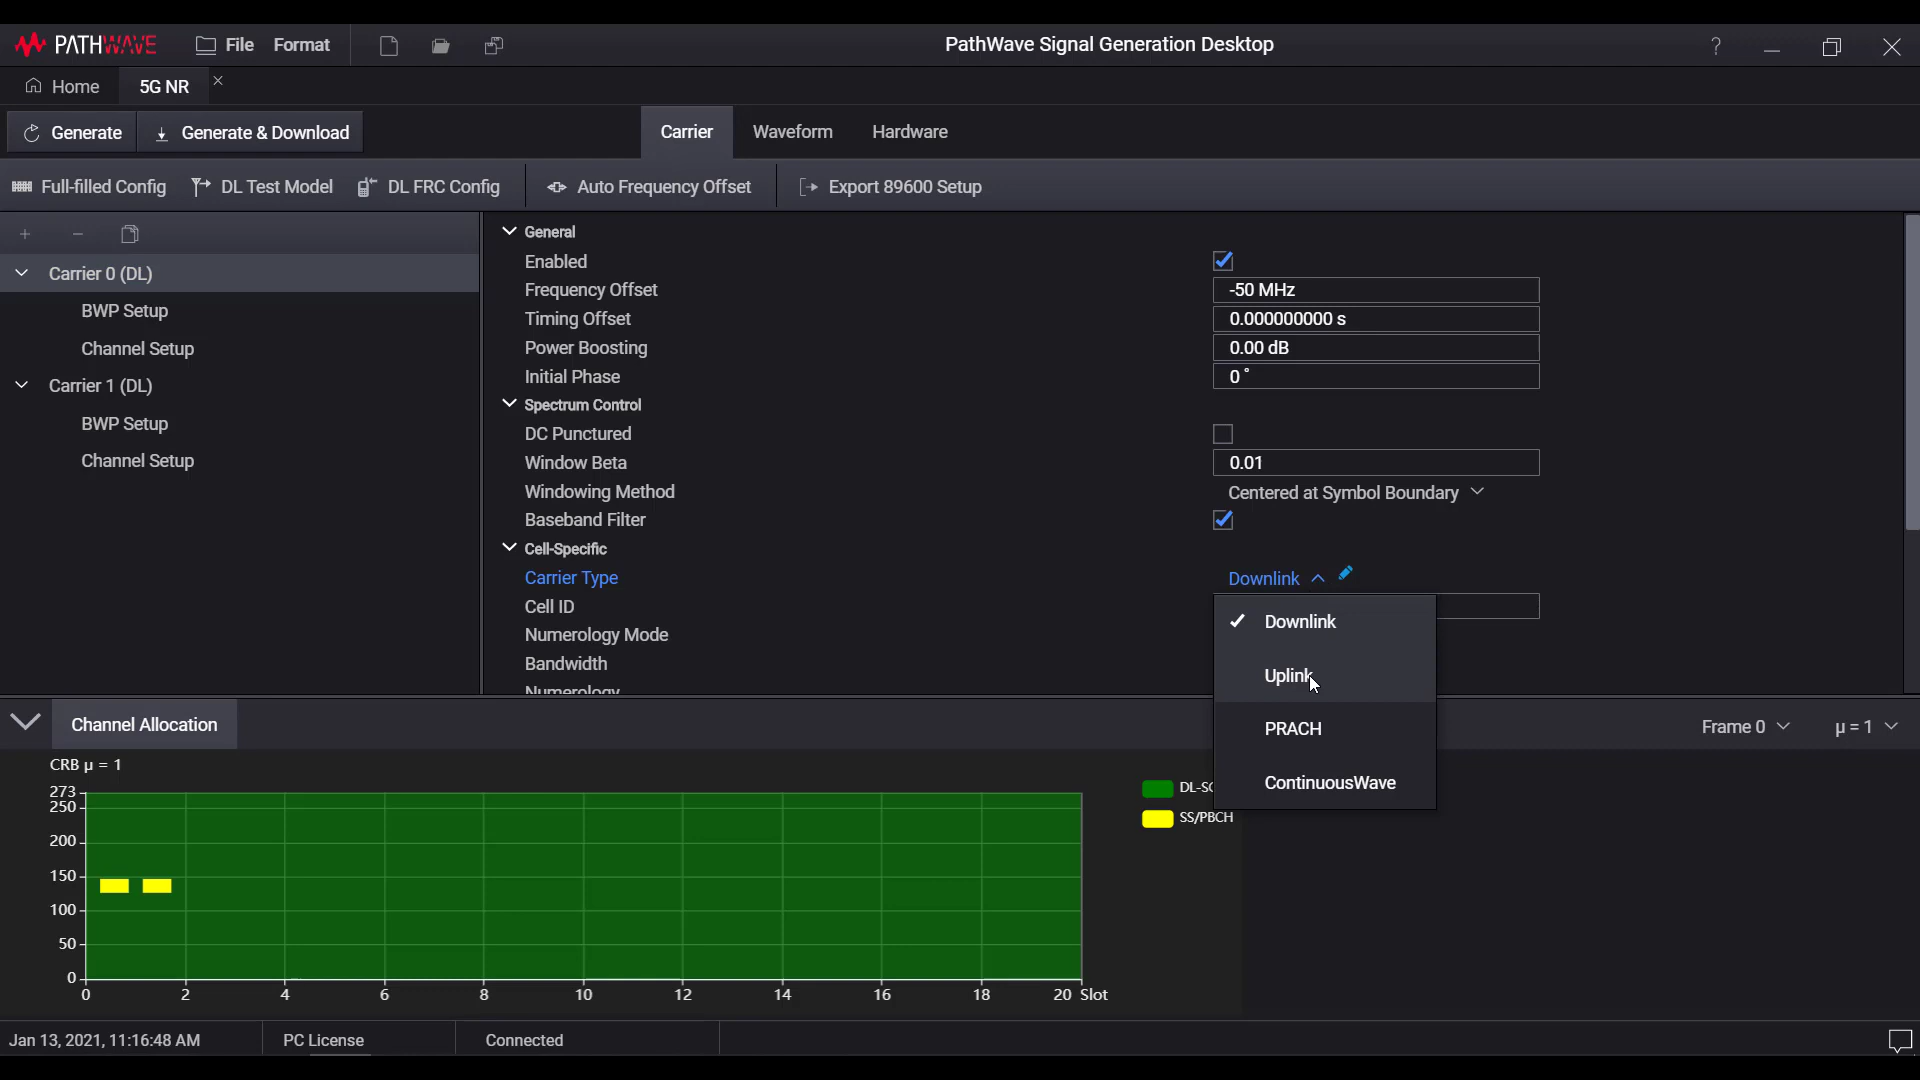 PATHWAVE File Format PathWave Signal Generation Desktop ?
Home 5G NR
Generate Generate & Download Carrier Waveform Hardware
Full-filled Config DL Test Model DL FRC Config Auto Frequency Offset Export 89600 Setup
Carrier 0 (DL)
BWP Setup
Channel Setup
Carrier 1 (DL)
BWP Setup
Channel Setup
General
Enabled
Frequency Offset -50 MHz
Timing Offset 0.000000000 s
Power Boosting 0.00 dB
Initial Phase 0 °
Spectrum Control
DC Punctured
Window Beta 0.01
Windowing Method Centered at Symbol Boundary
Baseband Filter
Cell-Specific
Carrier Type Downlink
Cell ID
Numerology Mode
Bandwidth
Numerology
Downlink
Uplink
PRACH
ContinuousWave
Channel Allocation Frame 0 μ = 1
CRB μ = 1
273
250
200
150
100
50
0
0 2 4 6 8 10 12 14 16 18 20 Slot
SS/PBCH
Jan 13, 2021, 11:16:48 AM PC License Connected